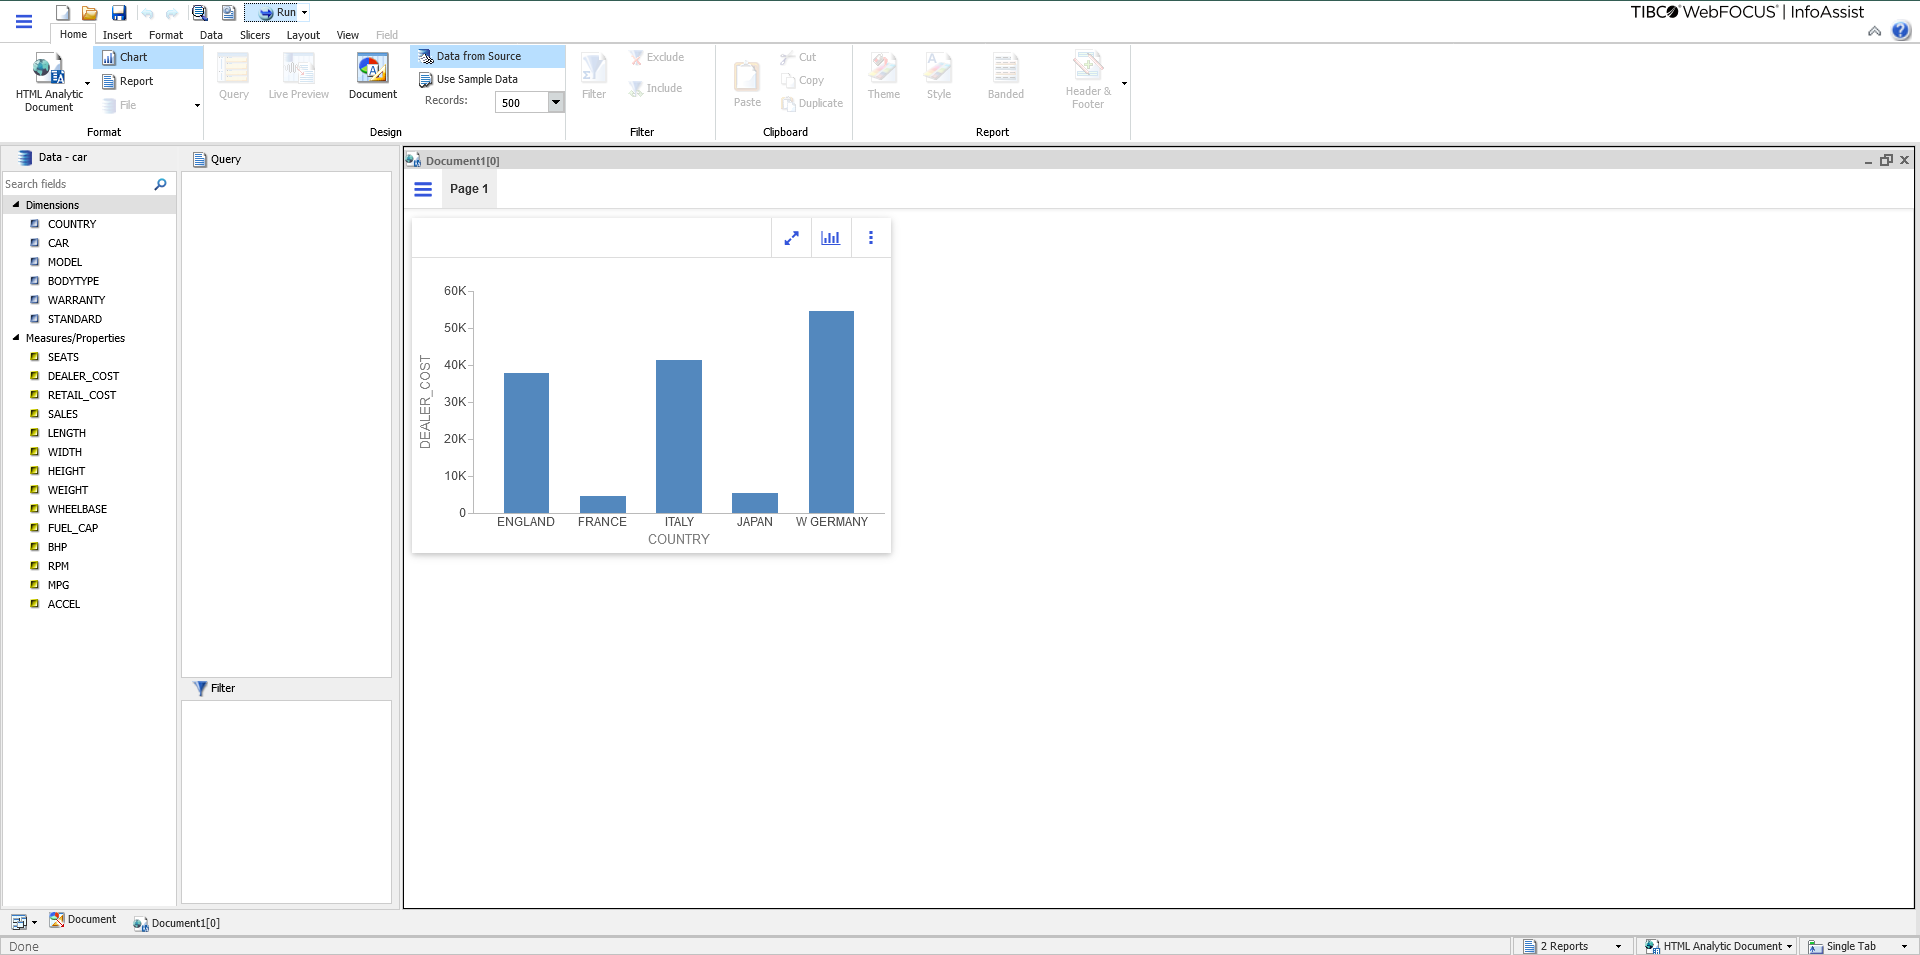 Run
TIBCO WebFOCUS | InfoAssist
Home Insert Format Data Slicers Layout View Field
HTML Analytic Document
Chart
Report
File
Format
Query
Live Preview
Document
Data from Source
Use Sample Data
Records: 500
Design
Filter
Exclude
Include
Filter
Paste
Cut
Copy
Duplicate
Clipboard
Theme
Style
Banded
Header & Footer
Report
Data - car
Search fields
Dimensions
COUNTRY
CAR
MODEL
BODYTYPE
WARRANTY
STANDARD
Measures/Properties
SEATS
DEALER_COST
RETAIL_COST
SALES
LENGTH
WIDTH
HEIGHT
WEIGHT
WHEELBASE
FUEL_CAP
BHP
RPM
MPG
ACCEL
Query
Filter
Document1[0]
Page 1
60K
50K
40K
30K
20K
10K
0
DEALER_COST
ENGLAND FRANCE ITALY JAPAN W GERMANY
COUNTRY
Document Document1[0]
Done
2 Reports HTML Analytic Document Single Tab